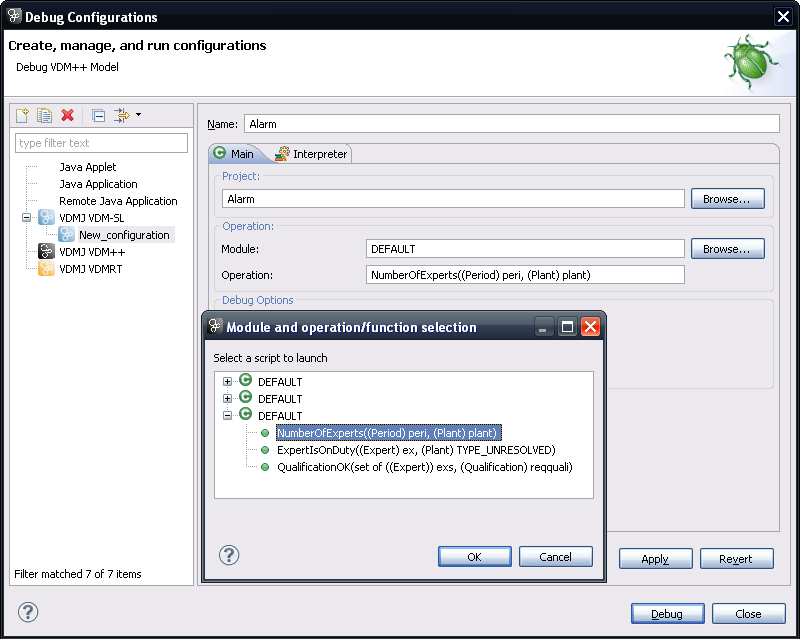 Debug Configurations
Create, manage, and run configurations
Debug VDM++ Model
type filter text
Java Applet
Java Application
Remote Java Application
VDMJ VDM-SL
New_configuration
VDMJ VDM++
VDMJ VDMRT
Filter matched 7 of 7 items
Name: Alarm
Main Interpreter
Project:
Alarm Browse...
Operation:
Module: DEFAULT Browse...
Operation: NumberOfExperts((Period) peri, (Plant) plant)
Debug Options
Module and operation/function selection
Select a script to launch
DEFAULT
DEFAULT
DEFAULT
NumberOfExperts((Period) peri, (Plant) plant)
ExpertIsOnDuty((Expert) ex, (Plant) TYPE_UNRESOLVED)
QualificationOK(set of ((Expert)) exs, (Qualification) reqquali)
OK Cancel
Apply Revert
Debug Close